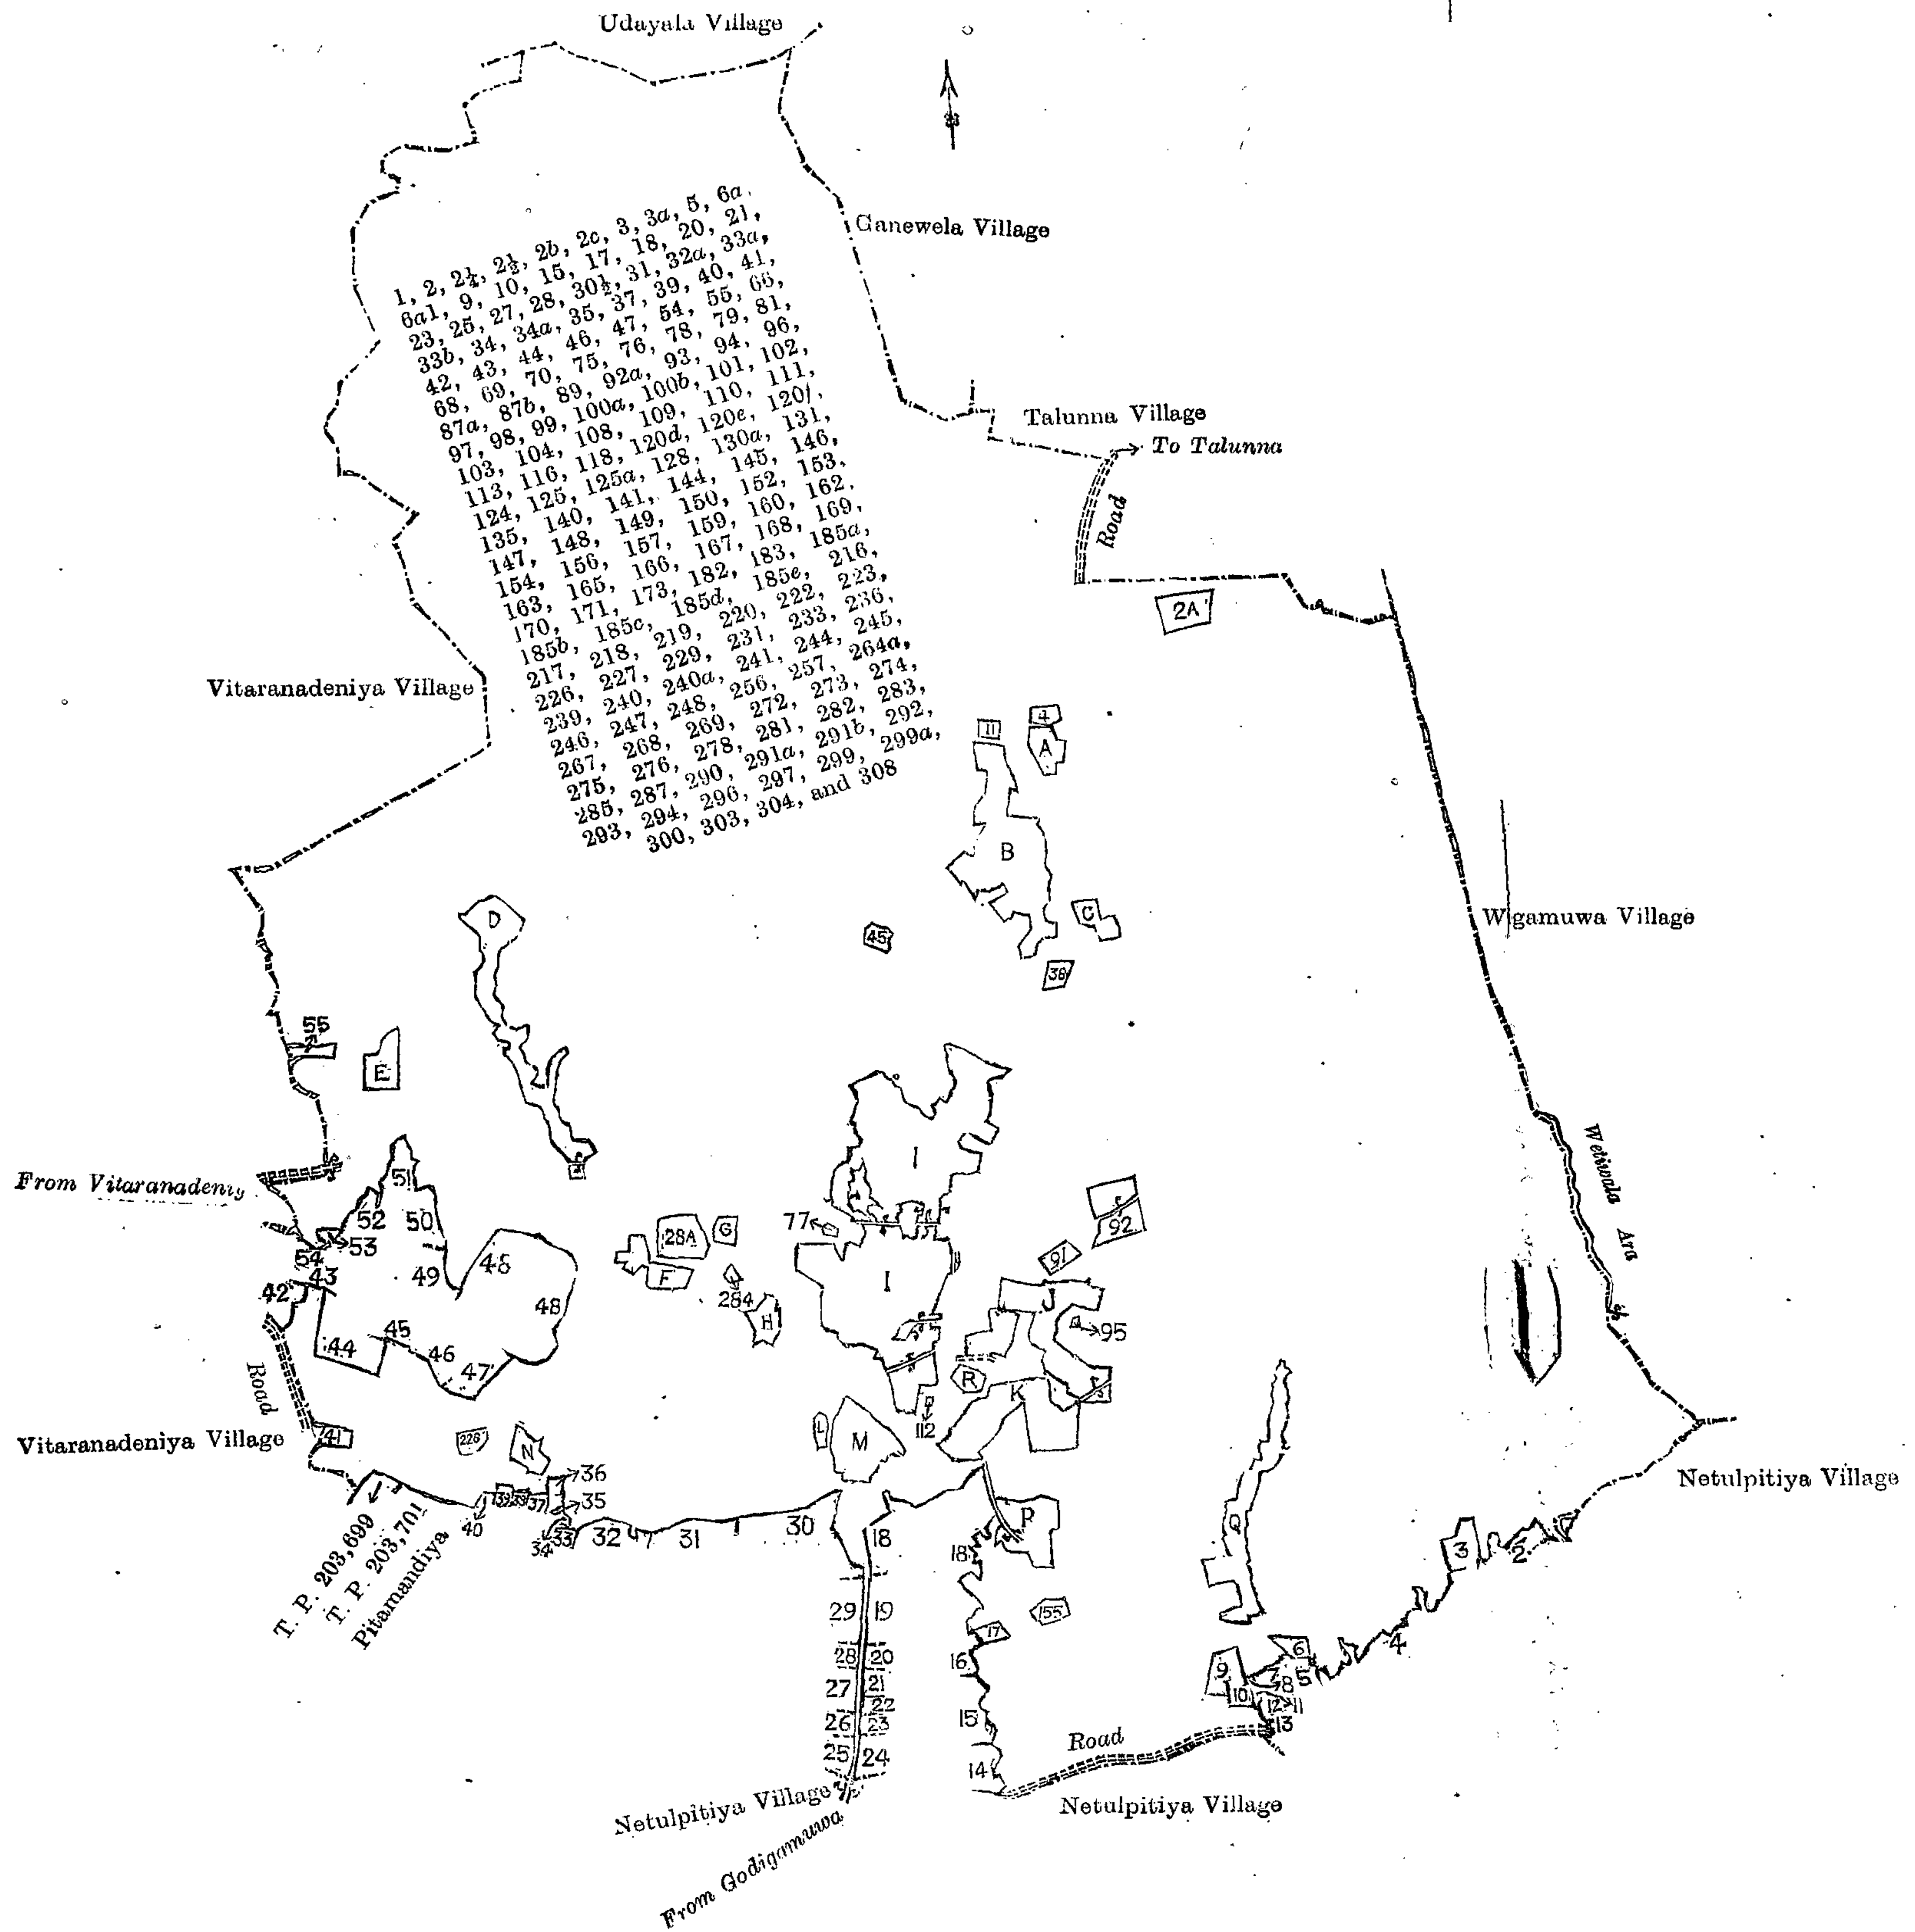 Udayala Village
Ganewela Village
1, 2, 2¼, 2½, 2b, 2c, 3, 3a, 5, 6a,
6a1, 9, 10, 15, 17, 18, 20, 21,
23, 25, 27, 28, 30½, 31, 32a, 33a,
33b, 34, 34a, 35, 37, 39, 40, 41,
42, 43, 44, 46, 47, 54, 55, 66,
68, 69, 70, 75, 76, 78, 79, 81,
87a, 87b, 89, 92a, 93, 94, 96,
97, 98, 99, 100a, 100b, 101, 102,
103, 104, 108, 109, 110, 111,
113, 116, 118, 120d, 120e, 120f,
124, 125, 125a, 128, 130a, 131,
135, 140, 141, 144, 145, 146,
147, 148, 149, 150, 152, 153,
154, 156, 157, 159, 160, 162,
163, 165, 166, 167, 168, 169,
170, 171, 173, 182, 183, 185a,
185b, 185c, 185d, 185e, 216,
217, 218, 219, 220, 222, 223,
226, 227, 229, 231, 233, 236,
239, 240, 240a, 241, 244, 245,
246, 247, 248, 256, 257, 264a,
267, 268, 269, 272, 273, 274,
275, 276, 278, 281, 282, 283,
285, 287, 290, 291a, 291b, 292,
293, 294, 296, 297, 299, 299a,
300, 303, 304, and 308
Talunna Village
To Talunna
Road
2A
Vitaranadeniya Village
4
11
A
B
C
D
45
38
Wigamuwa Village
55
E
I
Wetiwala Ara
From Vitaranadeniy
51
52
50
53
54
43
42
49
48
48
44
45
46
47
28A
G
F
77
284
H
I
92
91
J
95
R
K
112
Road
Vitaranadeniya Village
41
228
N
L
M
Netulpitiya Village
36
35
39
38
37
40
34
33
32
31
30
18
18
P
Q
3
2
T. P. 203,699
T. P. 203,701
Pitamandiya
29
19
155
17
28
20
16
27
21
22
26
23
15
25
24
14
6
4
9
7
8
5
10
12
11
13
Road
Netulpitiya Village
Netulpitiya Village
From Godigamuwa